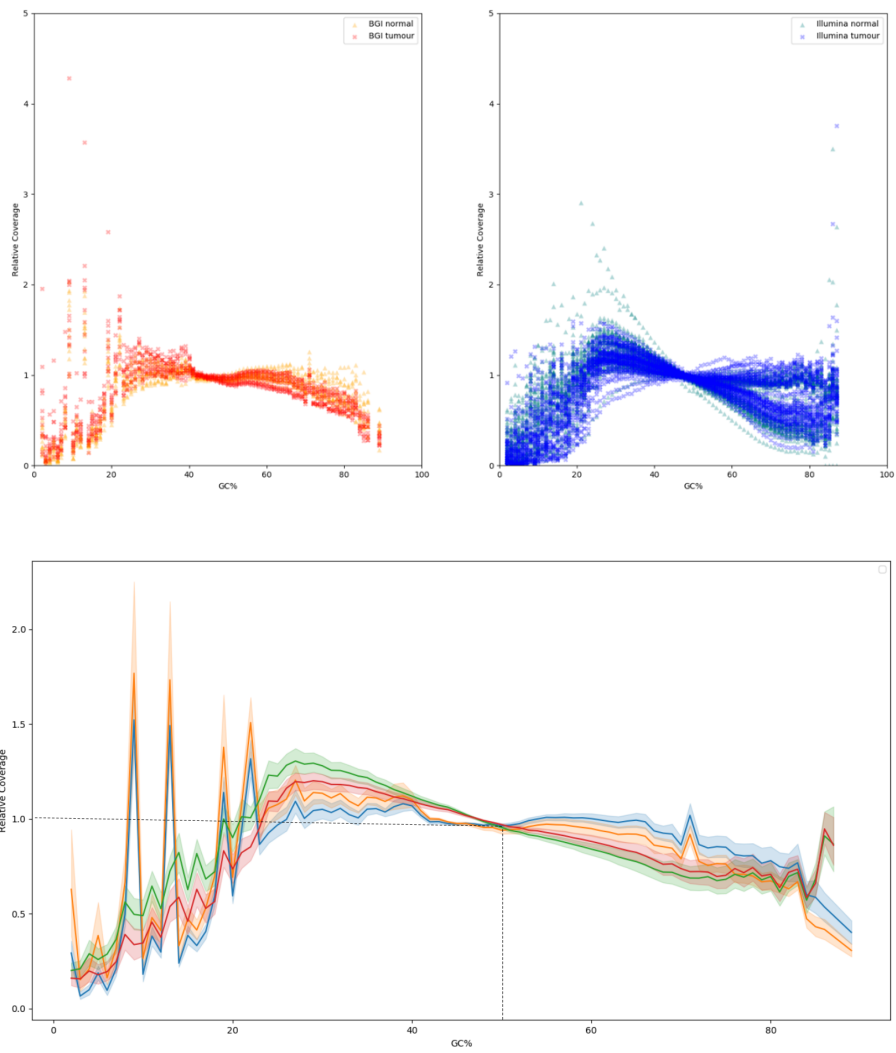 BGI normal
BGI tumour
5
4
3
2
1
0
Relative Coverage
0 20 40 60 80 100
GC%
Illumina normal
Illumina tumour
5
4
3
2
1
0
Relative Coverage
0 20 40 60 80 100
GC%
2.0
1.5
1.0
0.5
0.0
Relative Coverage
0 20 40 60 80
GC%